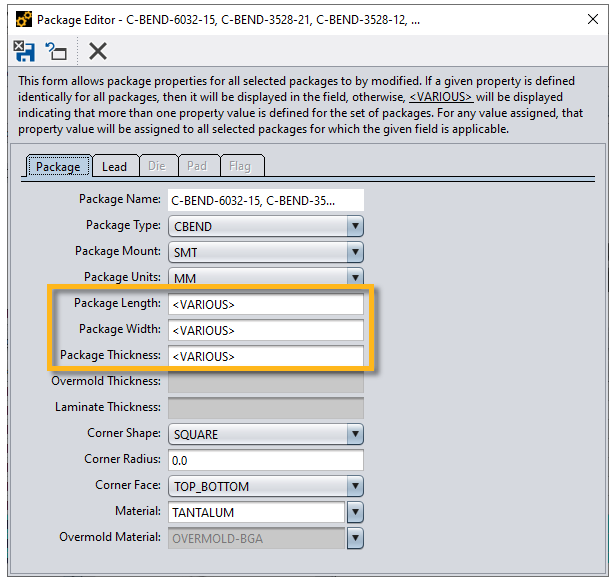 Package Editor - C-BEND-6032-15, C-BEND-3528-21, C-BEND-3528-12, ...
This form allows package properties for all selected packages to by modified. If a given property is defined
identically for all packages, then it will be displayed in the field, otherwise, <VARIOUS> will be displayed
indicating that more than one property value is defined for the set of packages. For any value assigned, that
property value will be assigned to all selected packages for which the given field is applicable.
Package Lead Die Pad Flag
Package Name: C-BEND-6032-15, C-BEND-35...
Package Type: CBEND
Package Mount: SMT
Package Units: MM
Package Length: <VARIOUS>
Package Width: <VARIOUS>
Package Thickness: <VARIOUS>
Overmold Thickness:
Laminate Thickness:
Corner Shape: SQUARE
Corner Radius: 0.0
Corner Face: TOP_BOTTOM
Material: TANTALUM
Overmold Material: OVERMOLD-BGA